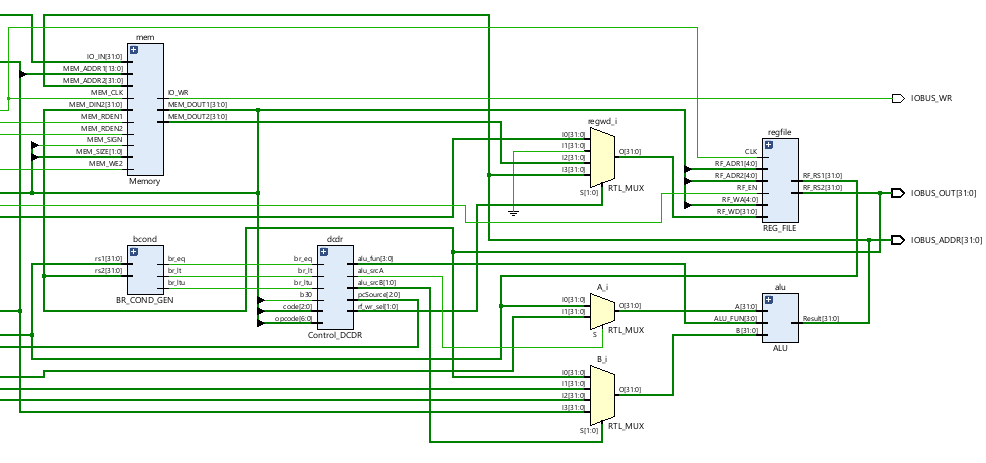 mem
IO_IN[31:0]
MEM_ADDR1[13:0]
MEM_ADDR2[31:0]
MEM_CLK
MEM_DIN2[31:0]
MEM_RDEN1
MEM_RDEN2
MEM_SIGN
MEM_SIZE[1:0]
MEM_WE2
IO_WR
MEM_DOUT1[31:0]
MEM_DOUT2[31:0]
Memory
regwd_i
I0[31:0]
I1[31:0]
I2[31:0]
I3[31:0]
S[1:0]
O[31:0]
RTL_MUX
regfile
CLK
RF_ADR1[4:0]
RF_ADR2[4:0]
RF_EN
RF_WA[4:0]
RF_WD[31:0]
RF_RS1[31:0]
RF_RS2[31:0]
REG_FILE
IOBUS_WR
IOBUS_OUT[31:0]
IOBUS_ADDR[31:0]
bcond
rs1[31:0]
rs2[31:0]
br_eq
br_lt
br_ltu
BR_COND_GEN
dcdr
br_eq
br_lt
br_ltu
b30
code[2:0]
opcode[6:0]
alu_fun[3:0]
alu_srcA
alu_srcB[1:0]
pcSource[2:0]
rf_wr_sel[1:0]
Control_DCDR
A_i
I0[31:0]
I1[31:0]
S
O[31:0]
RTL_MUX
alu
A[31:0]
ALU_FUN[3:0]
B[31:0]
Result[31:0]
ALU
B_i
I0[31:0]
I1[31:0]
I2[31:0]
I3[31:0]
S[1:0]
O[31:0]
RTL_MUX